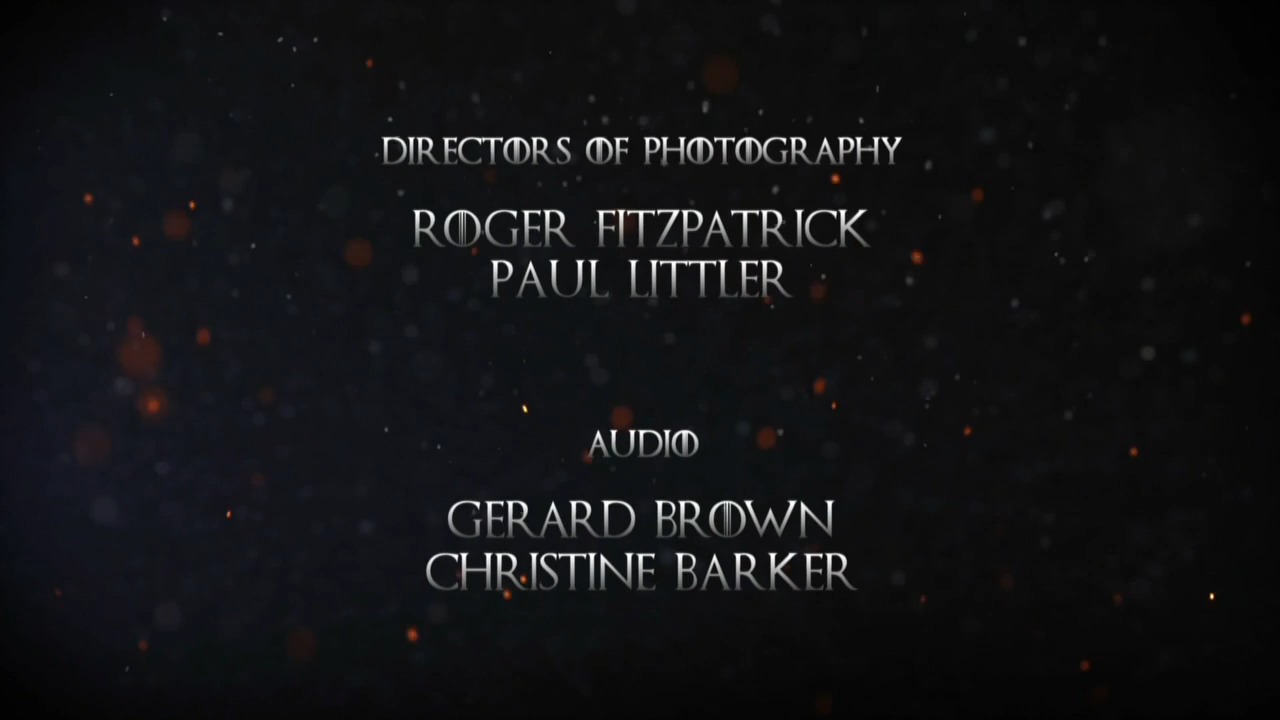 DIRECTORS OF PHOTOGRAPHY
ROGER FITZPATRICK
PAUL LITTLER
AUDIO
GERARD BROWN
CHRISTINE BARKER